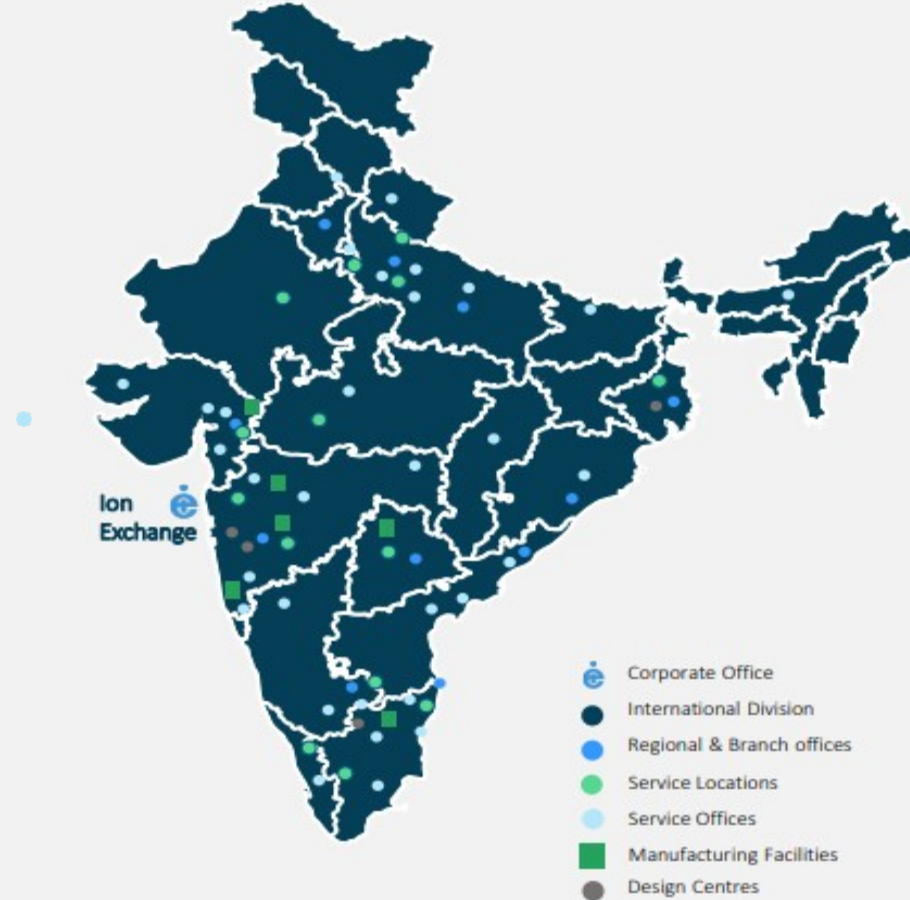 Ion
Exchange
Corporate Office
International Division
Regional & Branch offices
Service Locations
Service Offices
Manufacturing Facilities
Design Centres